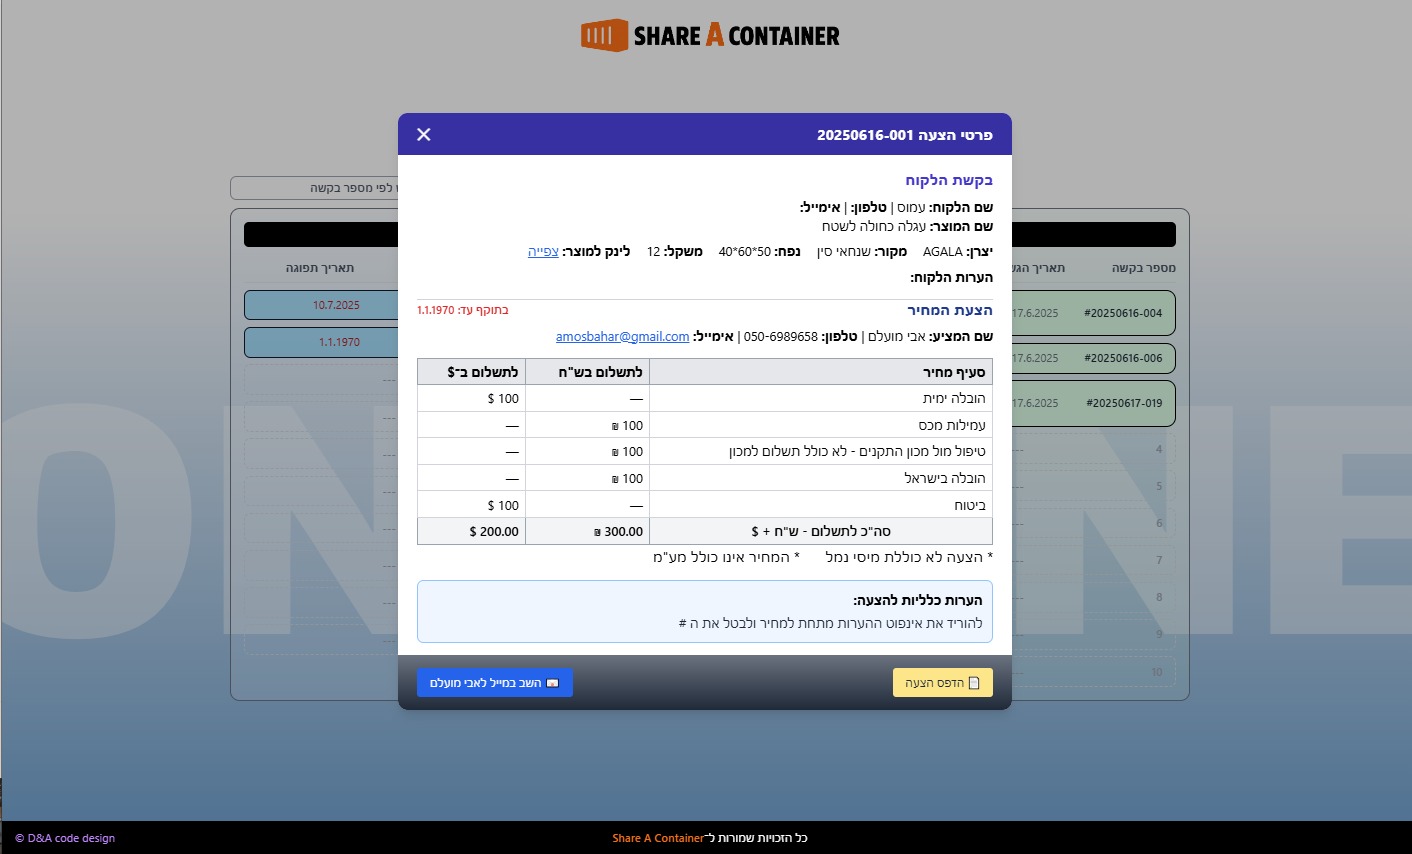 SHARE A CONTAINER
פרטי הצעה 20250616-001
בקשת הלקוח
שם הלקוח: עמוס | טלפון: | אימייל:
שם המוצר: עגלה כחולה לשטח
יצרן: AGALA מקור: שנחאי סין נפח: 50*60*40 משקל: 12 לינק למוצר: צפייה
הערות הלקוח:
הצעת המחיר בתוקף עד: 1.1.1970
שם המציע: אבי מועלם | טלפון: 050-6989658 | אימייל: amosbahar@gmail.com
סעיף מחיר לתשלום בש"ח לתשלום ב־$
הובלה ימית — 100 $
עמילות מכס 100 ₪ —
טיפול מול מכון התקנים - לא כולל תשלום למכון 100 ₪ —
הובלה בישראל 100 ₪ —
ביטוח — 100 $
סה"כ לתשלום - ש"ח + $ 300.00 ₪ 200.00 $
* הצעה לא כוללת מיסי נמל * המחיר אינו כולל מע"מ
הערות כלליות להצעה:
להוריד את אינפוט ההערות מתחת למחיר ולבטל את ה #
הדפס הצעה
השב במייל לאבי מועלם
לפי מספר בקשה
מספר בקשה תאריך הגש
#20250616-004 17.6.2025
#20250616-006 17.6.2025
#20250617-019 17.6.2025
4 ---
5 ---
6 ---
7 ---
8 ---
9 ---
10 ---
תאריך תפוגה
10.7.2025
1.1.1970
---
---
---
---
---
---
---
---
כל הזכויות שמורות ל־Share A Container
© D&A code design